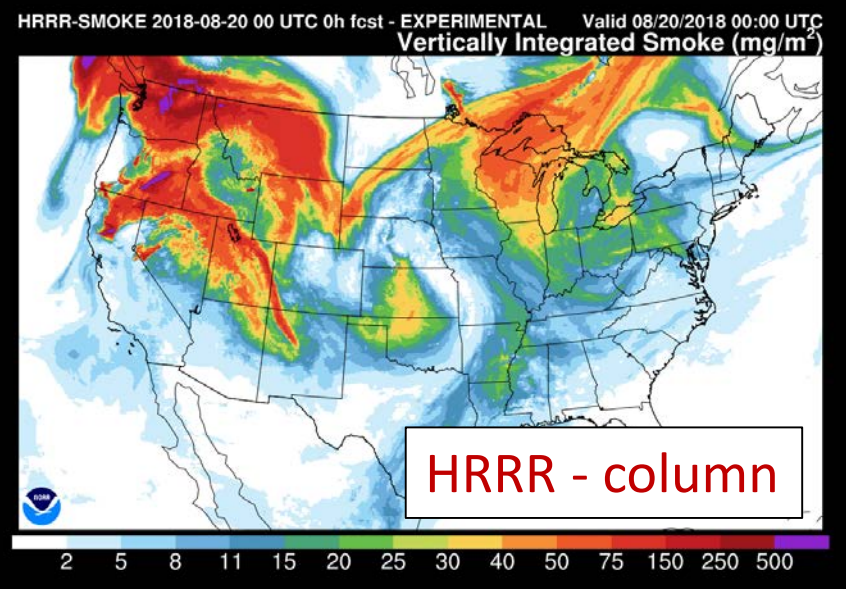 HRRR-SMOKE 2018-08-20 00 UTC 0h fcst - EXPERIMENTAL Valid 08/20/2018 00:00 UTC
Vertically Integrated Smoke (mg/m²)
HRRR - column
NOAA
2 5 8 11 15 20 25 30 40 50 75 150 250 500